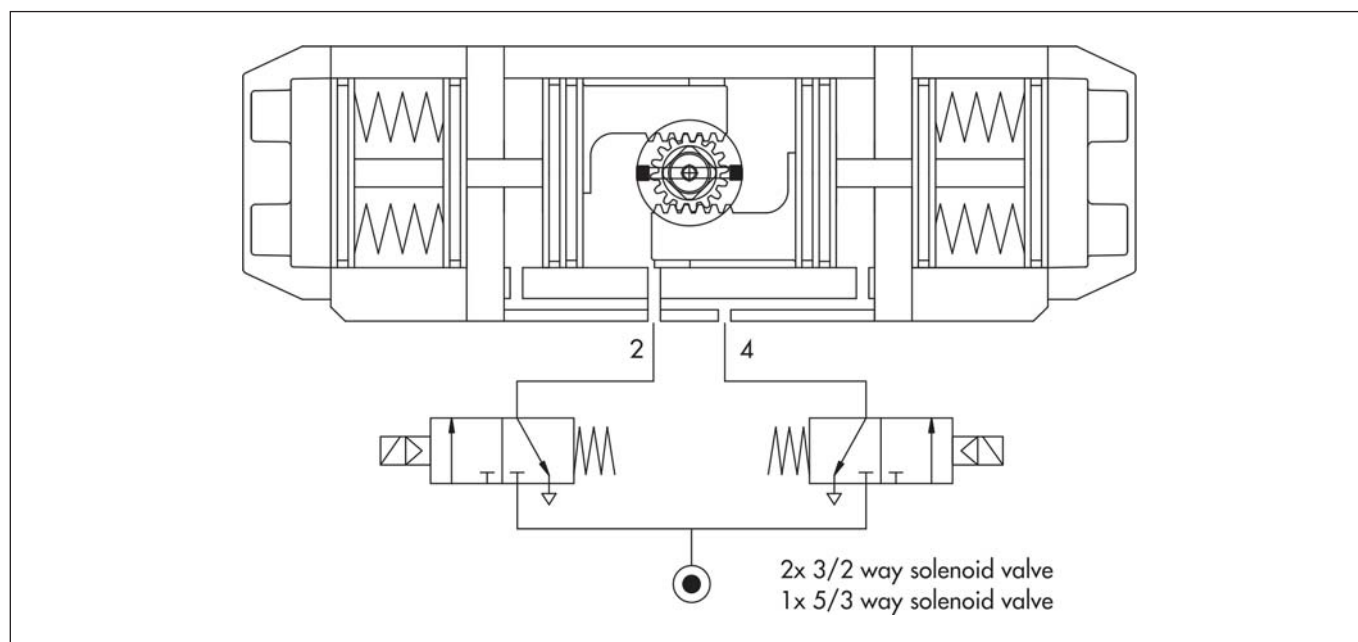 2 4
2x 3/2 way solenoid valve
1x 5/3 way solenoid valve